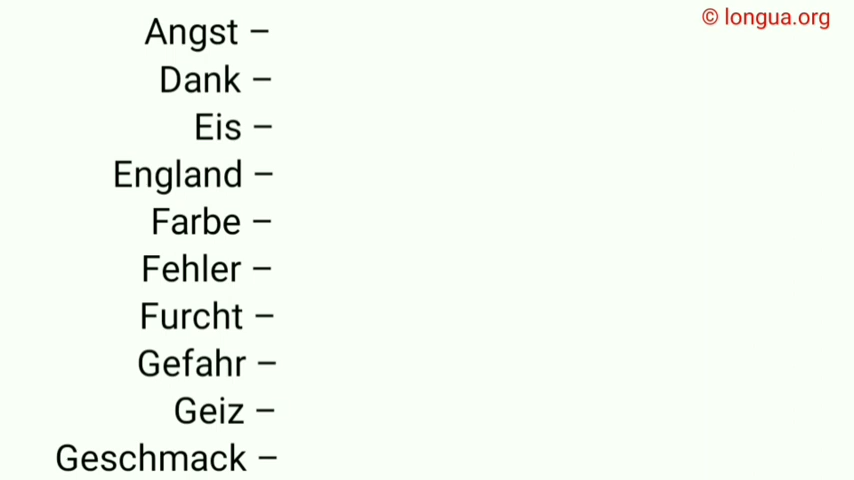 © longua.org
Angst –
Dank –
Eis –
England –
Farbe –
Fehler –
Furcht –
Gefahr –
Geiz –
Geschmack –